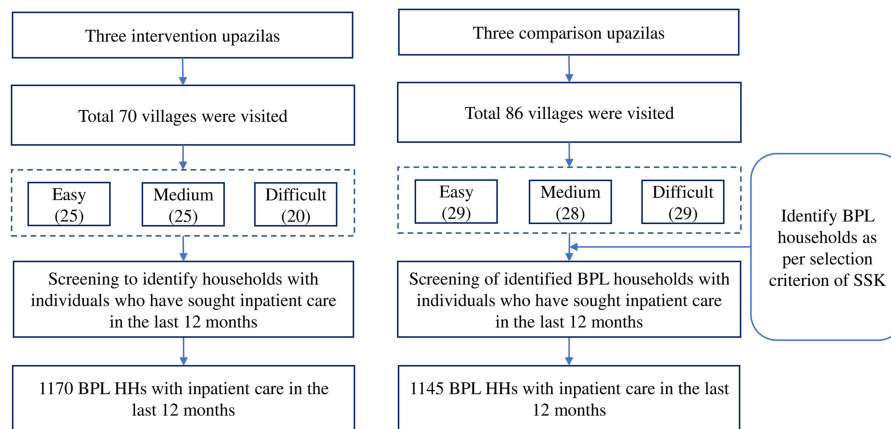 Three intervention upazilas
Total 70 villages were visited
Easy
(25)
Medium
(25)
Difficult
(20)
Screening to identify households with
individuals who have sought inpatient care
in the last 12 months
1170 BPL HHs with inpatient care in the
last 12 months
Three comparison upazilas
Total 86 villages were visited
Easy
(29)
Medium
(28)
Difficult
(29)
Identify BPL
households as
per selection
criterion of SSK
Screening of identified BPL households with
individuals who have sought inpatient care
in the last 12 months
1145 BPL HHs with inpatient care in the last
12 months